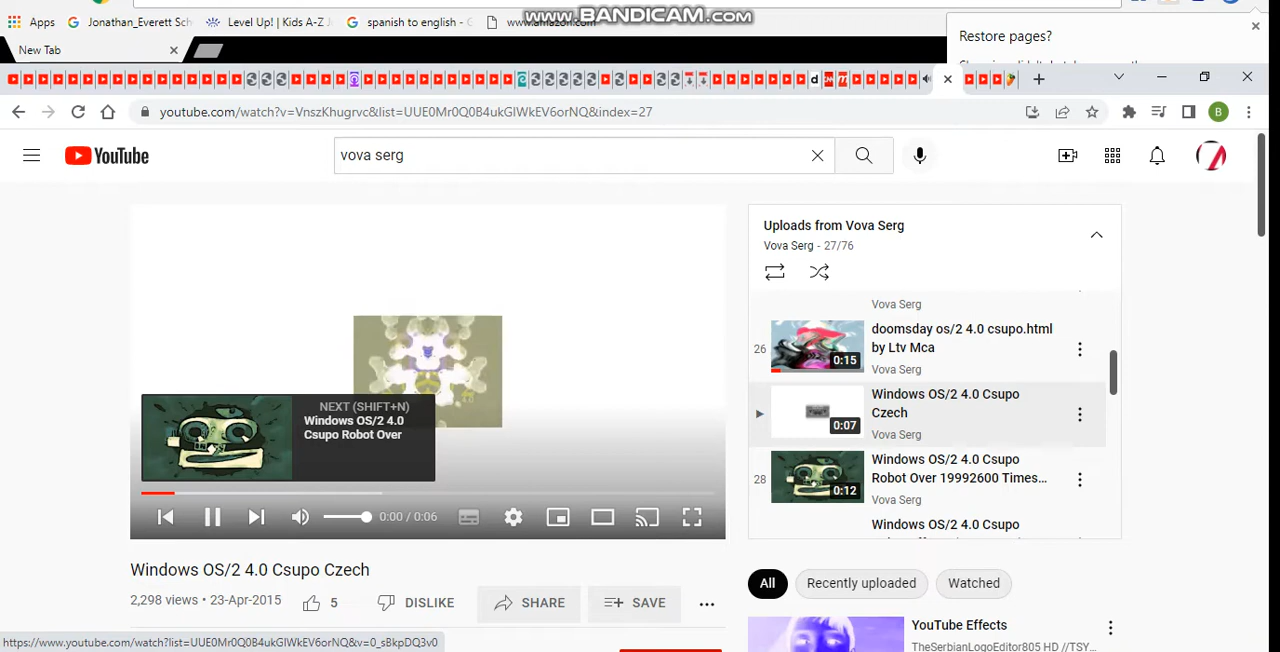 Apps
Jonathan_Everett Sch
Level Up! | Kids A-Z J
spanish to english - G
www.amazon.com
www.BANDICAM.com
Restore pages?
New Tab
youtube.com/watch?v=VnszKhugrvc&list=UUE0Mr0Q0B4ukGlWkEV6orNQ&index=27
B
YouTube
vova serg
Uploads from Vova Serg
Vova Serg - 27/76
Vova Serg
26
0:15
doomsday os/2 4.0 csupo.html
by Ltv Mca
Vova Serg
0:07
Windows OS/2 4.0 Csupo
Czech
Vova Serg
28
0:12
Windows OS/2 4.0 Csupo
Robot Over 19992600 Times...
Vova Serg
Windows OS/2 4.0 Csupo
NEXT (SHIFT+N)
Windows OS/2 4.0
Csupo Robot Over
0:00 / 0:06
Windows OS/2 4.0 Csupo Czech
2,298 views • 23-Apr-2015
5
DISLIKE
SHARE
SAVE
All
Recently uploaded
Watched
YouTube Effects
TheSerbianLogoEditor805 HD //TSY...
https://www.youtube.com/watch?list=UUE0Mr0Q0B4ukGlWkEV6orNQ&v=0_sBkpDQ3v0